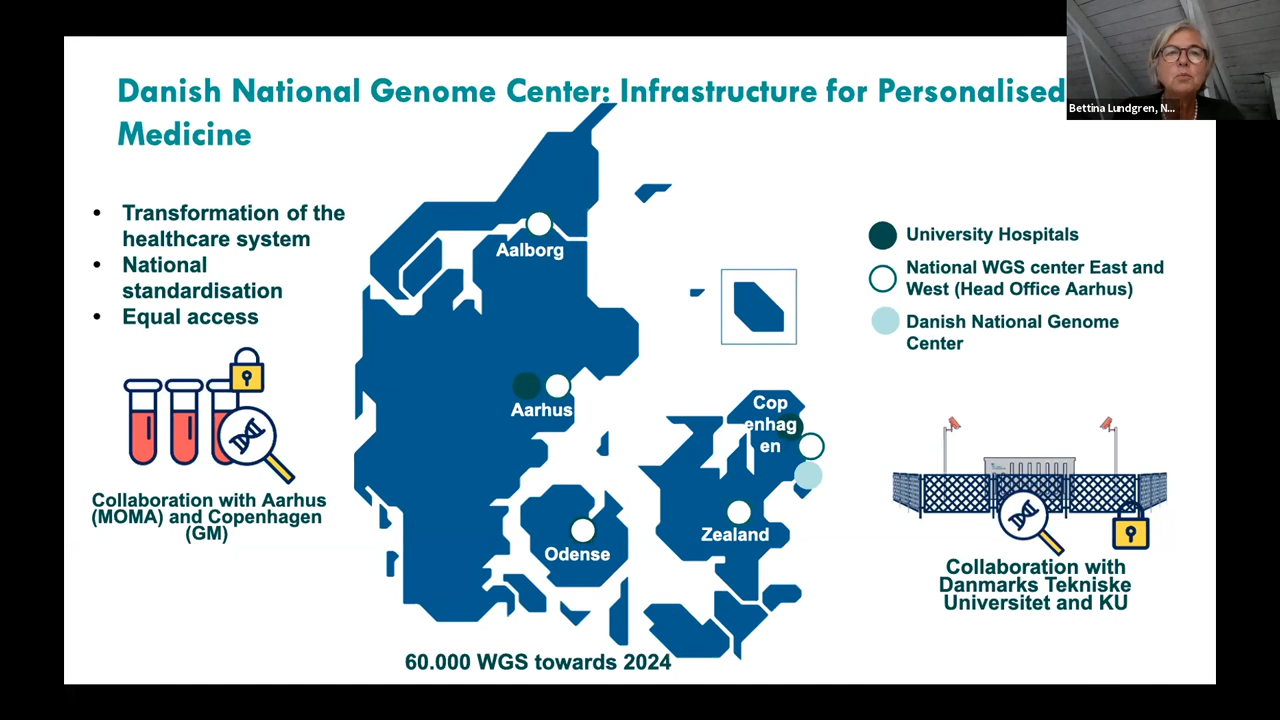 Danish National Genome Center: Infrastructure for Personalised
Medicine
Bettina Lundgren, N...
• Transformation of the
healthcare system
• National
standardisation
• Equal access
Collaboration with Aarhus
(MOMA) and Copenhagen
(GM)
Aalborg
Aarhus
Odense
Cop
enhag
en
Zealand
60.000 WGS towards 2024
University Hospitals
National WGS center East and
West (Head Office Aarhus)
Danish National Genome
Center
Collaboration with
Danmarks Tekniske
Universitet and KU